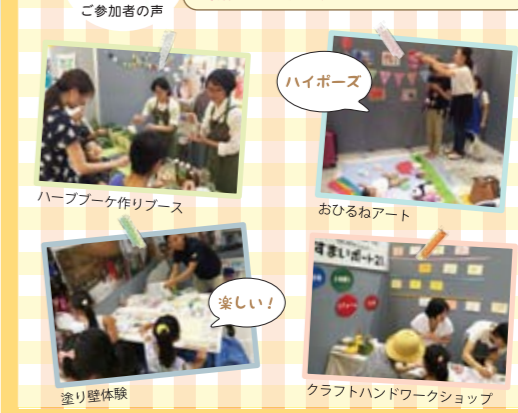 ご参加者の声
ハイポーズ
ハーブブーケ作りブース
おひるねアート
すまいポート21
楽しい！
塗り壁体験
クラフトハンドワークショップ